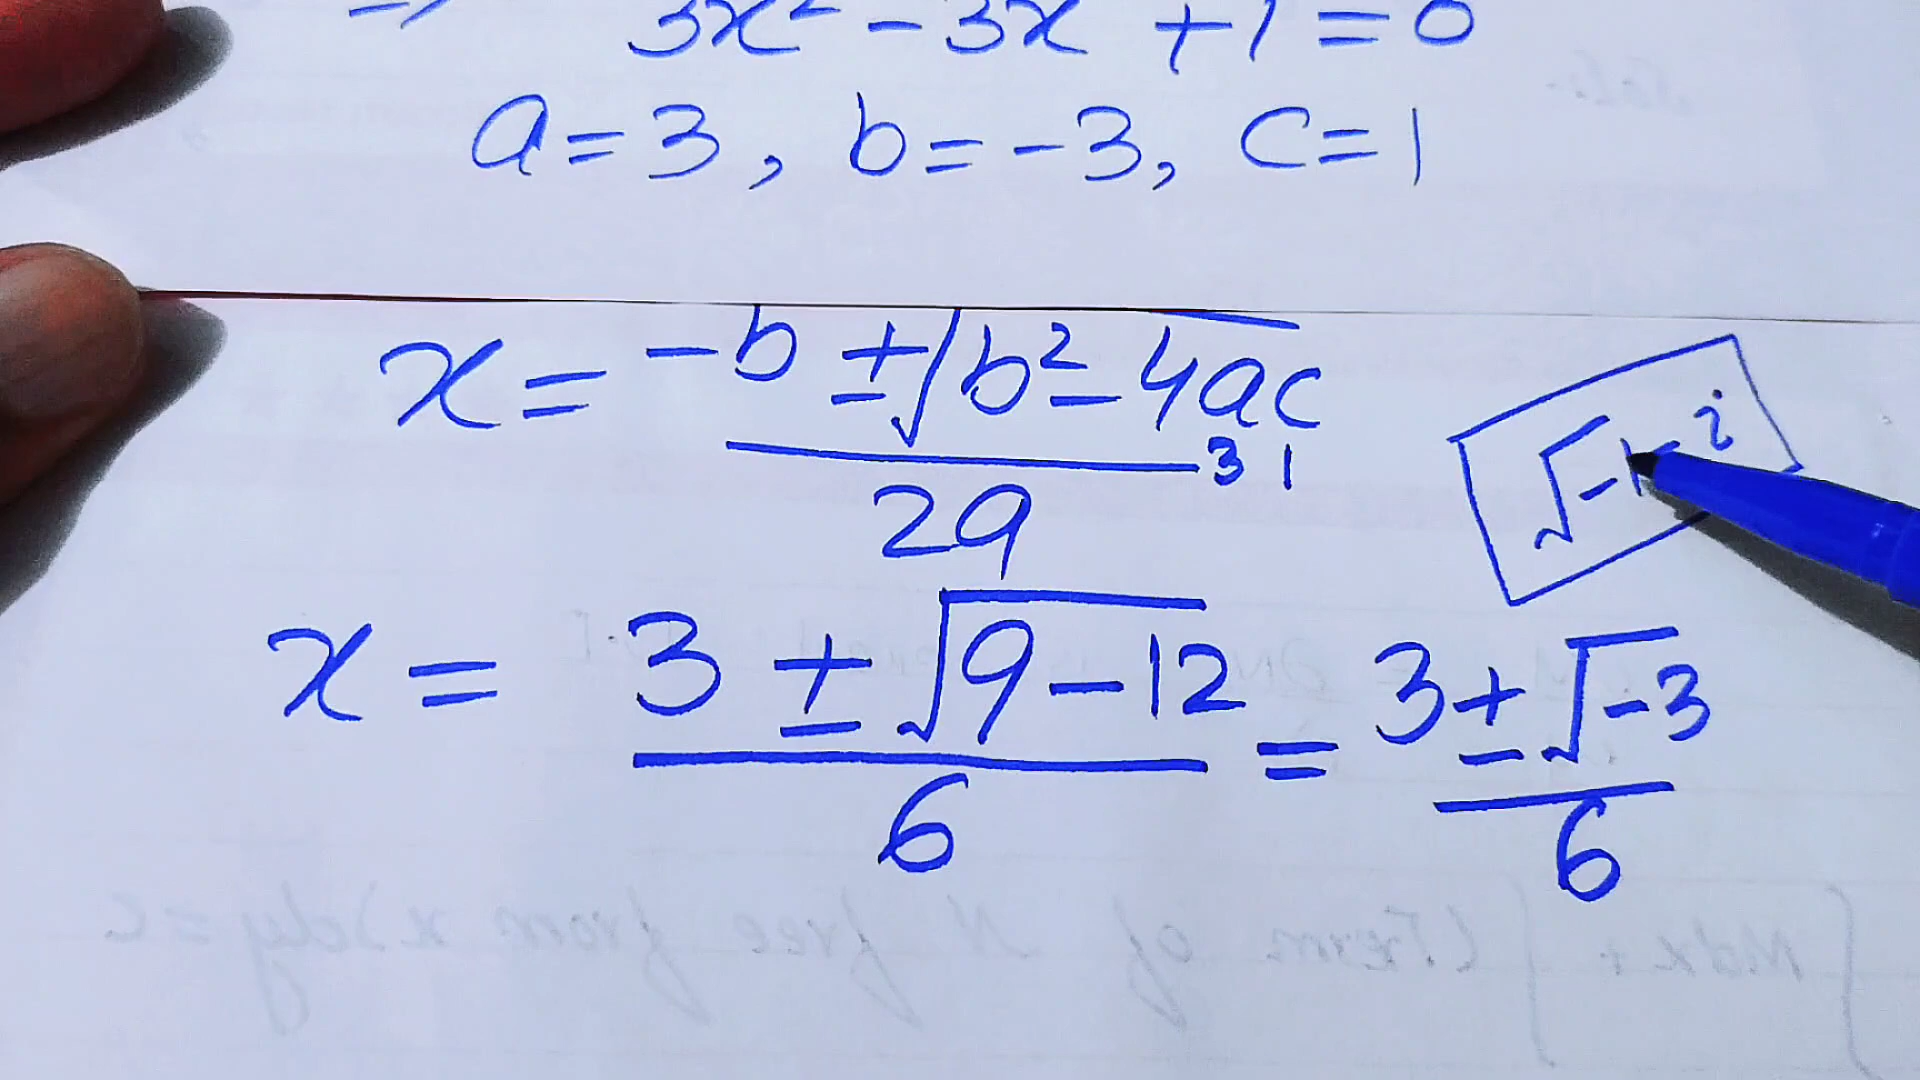 ⇒ 3x² - 3x + 1 = 0
a = 3, b = -3, c = 1
x = -b ± √b² - 4ac
3 1
2a
√-1 = i
x = 3 ± √9 - 12 / 6 = 3 ± √-3 / 6